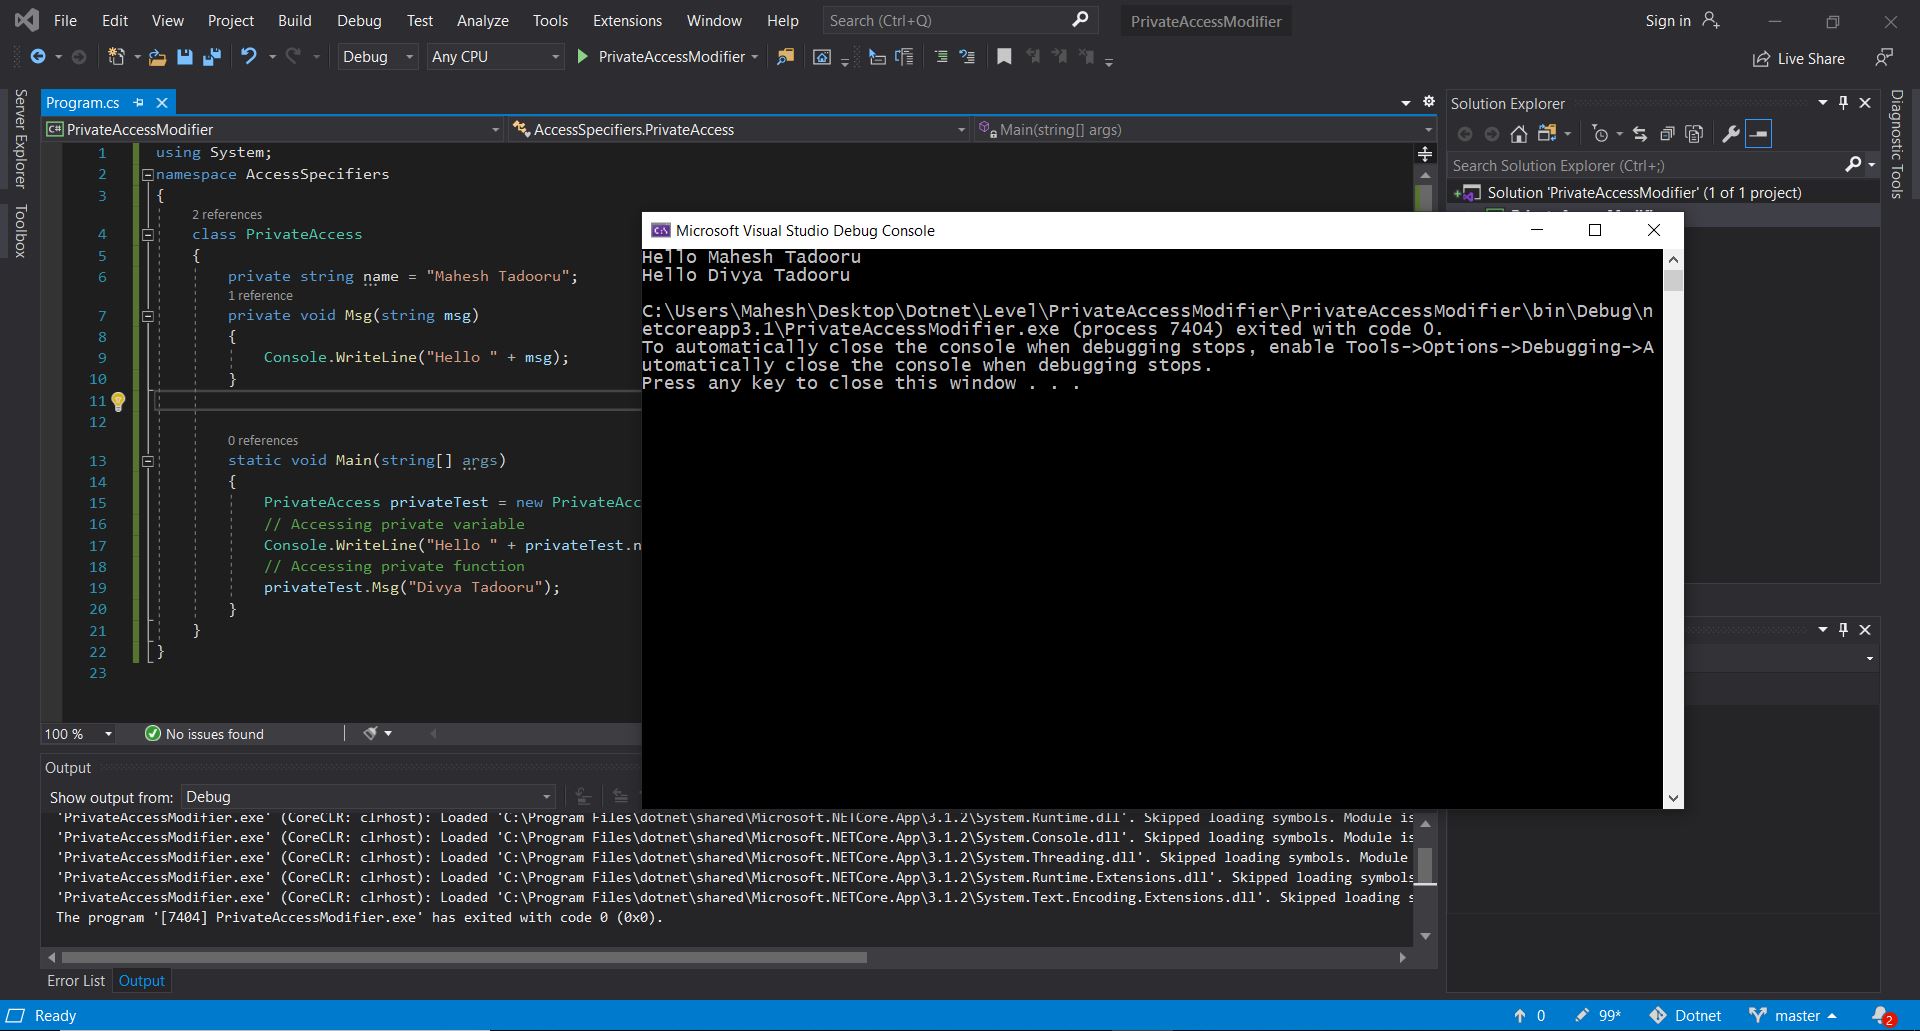 File Edit View Project Build Debug Test Analyze Tools Extensions Window Help Search (Ctrl+Q) PrivateAccessModifier Sign in
Debug Any CPU PrivateAccessModifier Live Share
Server Explorer
Toolbox
Program.cs
C# PrivateAccessModifier AccessSpecifiers.PrivateAccess Main(string[] args)
1 using System;
2 namespace AccessSpecifiers
3 {
2 references
4 class PrivateAccess
5 {
6 private string name = "Mahesh Tadooru";
1 reference
7 private void Msg(string msg)
8 {
9 Console.WriteLine("Hello " + msg);
10 }
11
12
0 references
13 static void Main(string[] args)
14 {
15 PrivateAccess privateTest = new PrivateAcc
16 // Accessing private variable
17 Console.WriteLine("Hello " + privateTest.n
18 // Accessing private function
19 privateTest.Msg("Divya Tadooru");
20 }
21 }
22 }
23
100 % No issues found
Microsoft Visual Studio Debug Console
Hello Mahesh Tadooru
Hello Divya Tadooru
C:\Users\Mahesh\Desktop\Dotnet\Level\PrivateAccessModifier\PrivateAccessModifier\bin\Debug\n
etcoreapp3.1\PrivateAccessModifier.exe (process 7404) exited with code 0.
To automatically close the console when debugging stops, enable Tools->Options->Debugging->A
utomatically close the console when debugging stops.
Press any key to close this window . . .
Solution Explorer
Search Solution Explorer (Ctrl+;)
Solution 'PrivateAccessModifier' (1 of 1 project)
Diagnostic Tools
Output
Show output from: Debug
'PrivateAccessModifier.exe' (CoreCLR: clrhost): Loaded 'C:\Program Files\dotnet\shared\Microsoft.NETCore.App\3.1.2\System.Runtime.dll'. Skipped loading symbols. Module is
'PrivateAccessModifier.exe' (CoreCLR: clrhost): Loaded 'C:\Program Files\dotnet\shared\Microsoft.NETCore.App\3.1.2\System.Console.dll'. Skipped loading symbols. Module is
'PrivateAccessModifier.exe' (CoreCLR: clrhost): Loaded 'C:\Program Files\dotnet\shared\Microsoft.NETCore.App\3.1.2\System.Threading.dll'. Skipped loading symbols. Module
'PrivateAccessModifier.exe' (CoreCLR: clrhost): Loaded 'C:\Program Files\dotnet\shared\Microsoft.NETCore.App\3.1.2\System.Runtime.Extensions.dll'. Skipped loading symbols
'PrivateAccessModifier.exe' (CoreCLR: clrhost): Loaded 'C:\Program Files\dotnet\shared\Microsoft.NETCore.App\3.1.2\System.Text.Encoding.Extensions.dll'. Skipped loading s
The program '[7404] PrivateAccessModifier.exe' has exited with code 0 (0x0).
Error List Output
Ready 0 99* Dotnet master 2